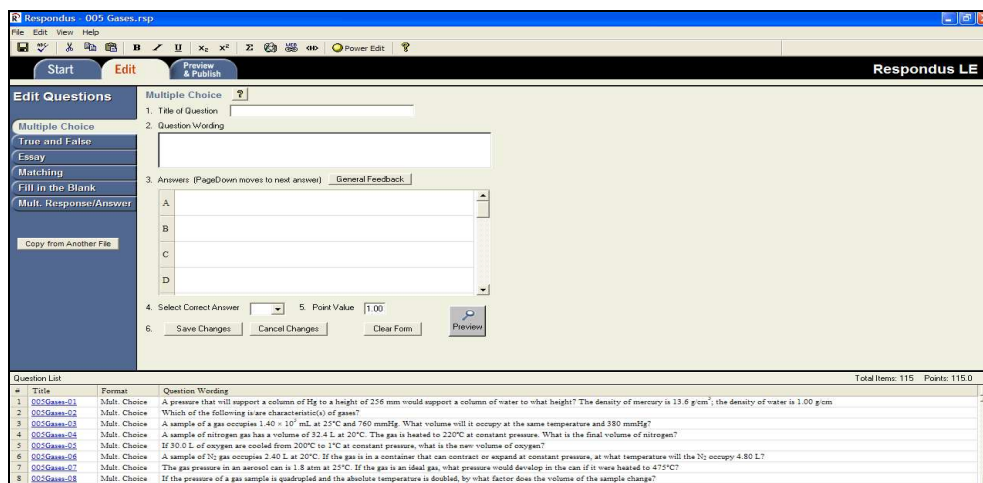 Respondus - 005 Gases.rsp
File Edit View Help
B I U X₂ X² Σ WEB Power Edit ?
Start Edit Preview & Publish Respondus LE
Edit Questions
Multiple Choice
True and False
Essay
Matching
Fill in the Blank
Mult. Response/Answer
Copy from Another File
Multiple Choice ?
1. Title of Question
2. Question Wording
3. Answers (PageDown moves to next answer) General Feedback
A
B
C
D
4. Select Correct Answer 5. Point Value 1.00
6. Save Changes Cancel Changes Clear Form Preview
Question List Total Items: 115 Points: 115.0
# Title Format Question Wording
1 005Gases-01 Mult. Choice A pressure that will support a column of Hg to a height of 256 mm would support a column of water to what height? The density of mercury is 13.6 g/cm³; the density of water is 1.00 g/cm
2 005Gases-02 Mult. Choice Which of the following is/are characteristic(s) of gases?
3 005Gases-03 Mult. Choice A sample of a gas occupies 1.40 × 10³ mL at 25°C and 760 mmHg. What volume will it occupy at the same temperature and 380 mmHg?
4 005Gases-04 Mult. Choice A sample of nitrogen gas has a volume of 32.4 L at 20°C. The gas is heated to 220°C at constant pressure. What is the final volume of nitrogen?
5 005Gases-05 Mult. Choice If 30.0 L of oxygen are cooled from 200°C to 1°C at constant pressure, what is the new volume of oxygen?
6 005Gases-06 Mult. Choice A sample of N₂ gas occupies 2.40 L at 20°C. If the gas is in a container that can contract or expand at constant pressure, at what temperature will the N₂ occupy 4.80 L?
7 005Gases-07 Mult. Choice The gas pressure in an aerosol can is 1.8 atm at 25°C. If the gas is an ideal gas, what pressure would develop in the can if it were heated to 475°C?
8 005Gases-08 Mult. Choice If the pressure of a gas sample is quadrupled and the absolute temperature is doubled, by what factor does the volume of the sample change?